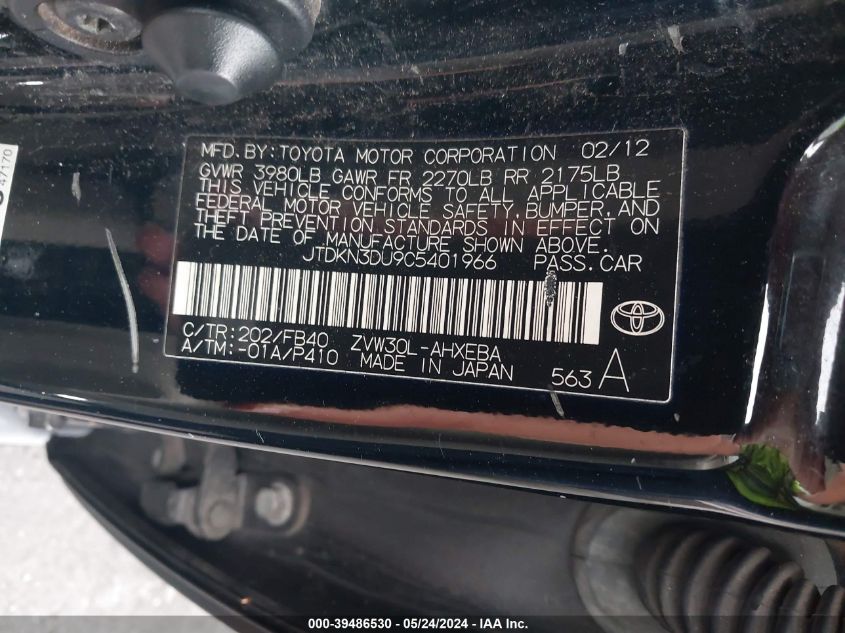 47170
MFD.BY:TOYOTA MOTOR CORPORATION 02/12
GVWR 3980LB GAWR FR 2270LB RR 2175LB
THIS VEHICLE CONFORMS TO ALL APPLICABLE
FEDERAL MOTOR VEHICLE SAFETY,BUMPER,AND
THEFT PREVENTION STANDARDS IN EFFECT ON
THE DATE OF MANUFACTURE SHOWN ABOVE.
JTDKN3DU9C5401966 PASS.CAR
C/TR:202/FB40 ZVW30L-AHXEBA
A/TM:-01A/P410 MADE IN JAPAN 563 A
000-39486530 - 05/24/2024 - IAA Inc.